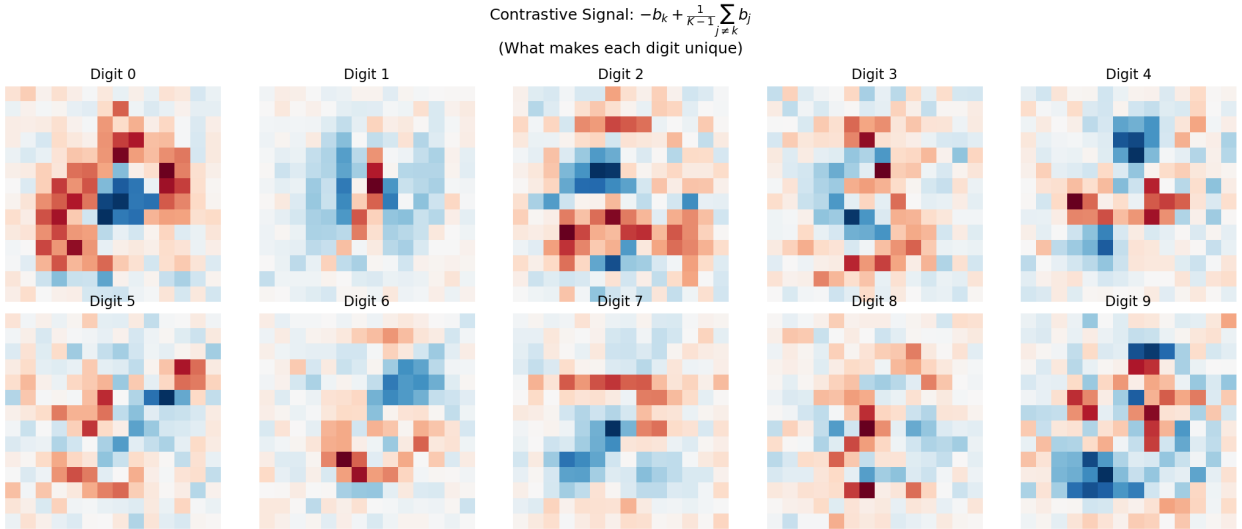 Contrastive Signal: $-b_k + \frac{1}{K-1}\sum_{j \neq k} b_j$
(What makes each digit unique)
Digit 0 Digit 1 Digit 2 Digit 3 Digit 4
Digit 5 Digit 6 Digit 7 Digit 8 Digit 9